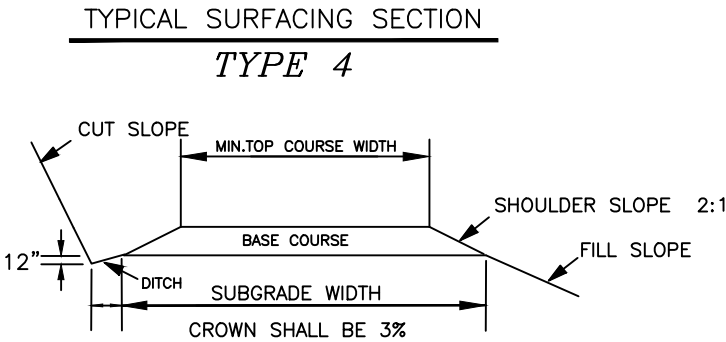 TYPICAL SURFACING SECTION
TYPE 4
CUT SLOPE
MIN.TOP COURSE WIDTH
SHOULDER SLOPE 2:1
BASE COURSE
FILL SLOPE
12"
DITCH
SUBGRADE WIDTH
CROWN SHALL BE 3%